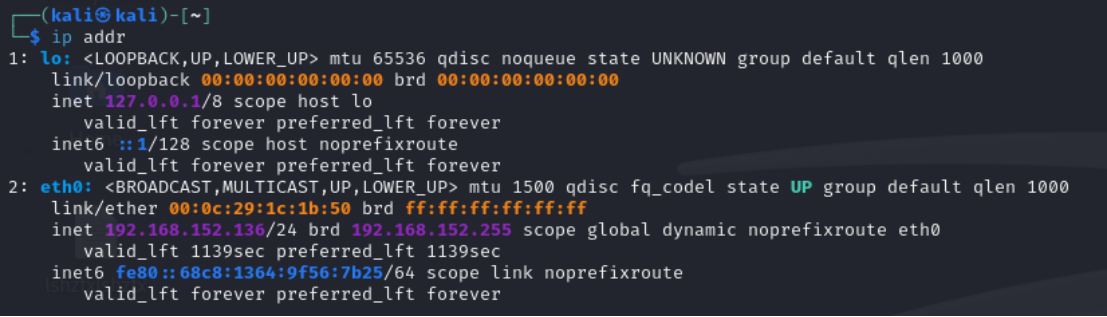 ┌──(kali㉿kali)-[~]
└─$ ip addr
1: lo: <LOOPBACK,UP,LOWER_UP> mtu 65536 qdisc noqueue state UNKNOWN group default qlen 1000
    link/loopback 00:00:00:00:00:00 brd 00:00:00:00:00:00
    inet 127.0.0.1/8 scope host lo
       valid_lft forever preferred_lft forever
    inet6 ::1/128 scope host noprefixroute
       valid_lft forever preferred_lft forever
2: eth0: <BROADCAST,MULTICAST,UP,LOWER_UP> mtu 1500 qdisc fq_codel state UP group default qlen 1000
    link/ether 00:0c:29:1c:1b:50 brd ff:ff:ff:ff:ff:ff
    inet 192.168.152.136/24 brd 192.168.152.255 scope global dynamic noprefixroute eth0
       valid_lft 1139sec preferred_lft 1139sec
    inet6 fe80::68c8:1364:9f56:7b25/64 scope link noprefixroute
       valid_lft forever preferred_lft forever